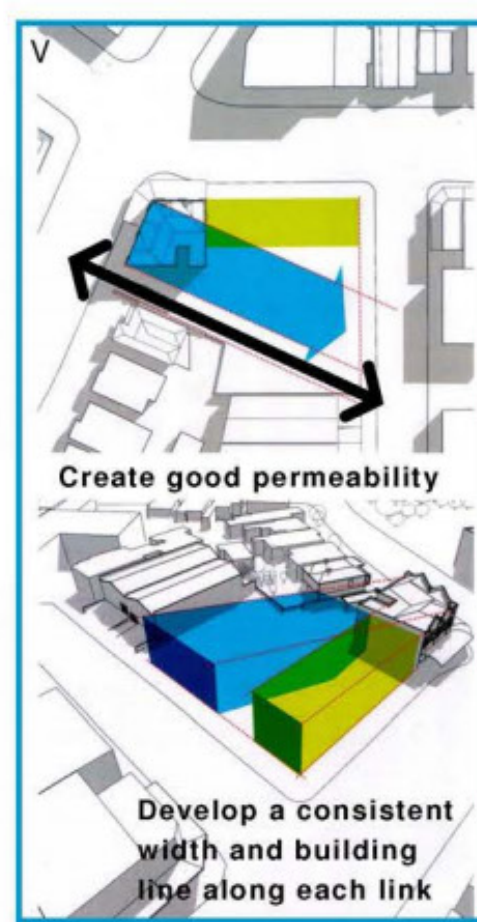 V
Create good permeability
Develop a consistent
width and building
line along each link